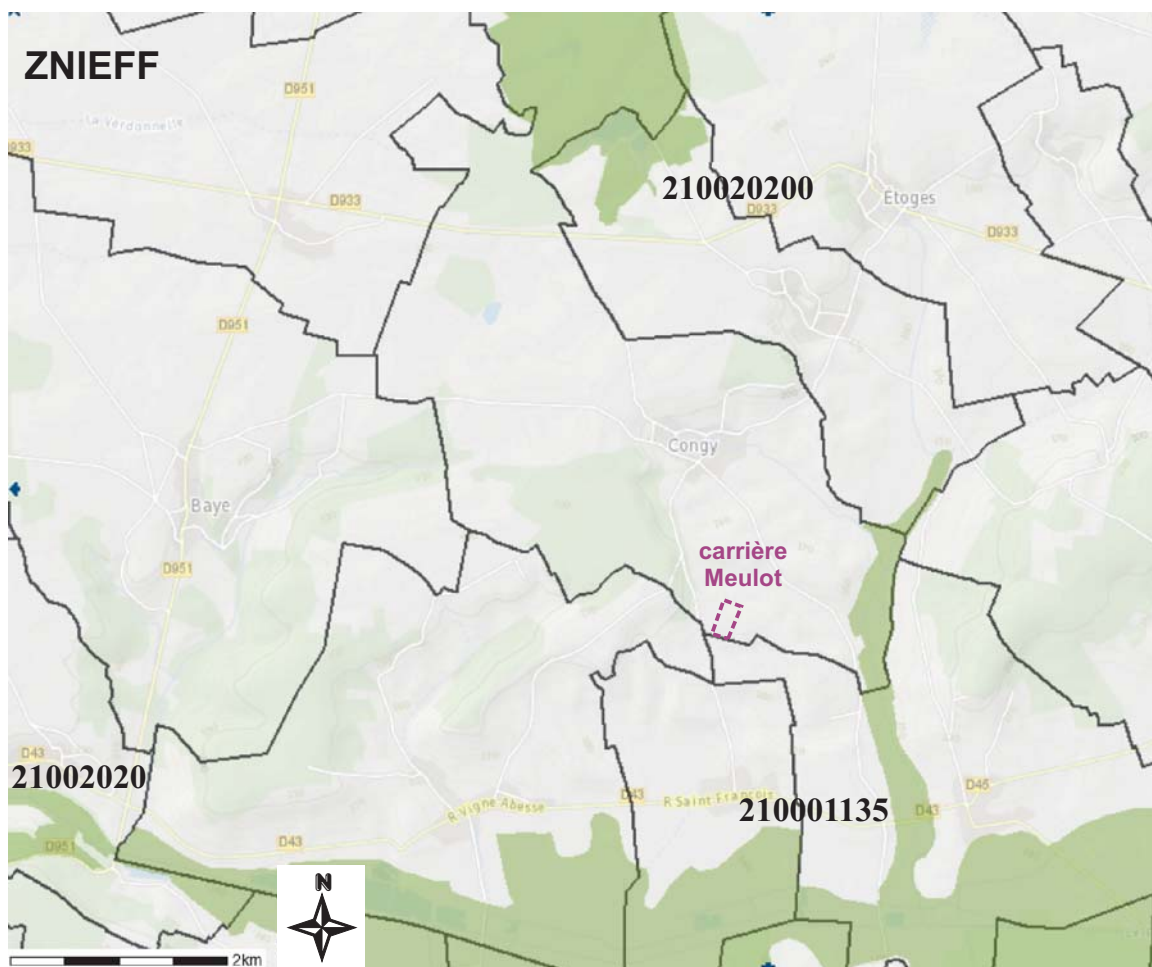 ZNIEFF
D951
La Verdonnelle
D933
D933
210020200
D933
Etoges
D933
D951
Congy
Baye
carrière
Meulot
D951
D43
21002020
D43
R Saint François
D45
R Vigne Abesse
210001135
D43
D951
D43
N
2km